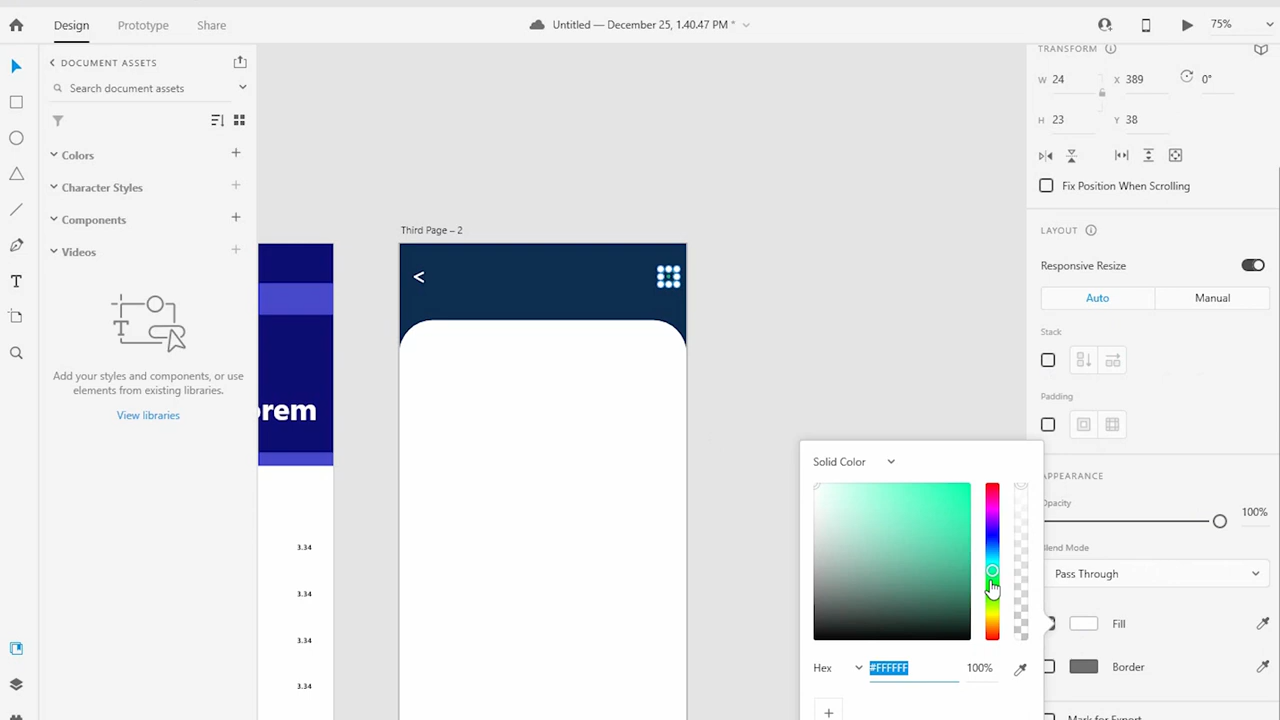 Design Prototype Share Untitled — December 25, 1.40.47 PM * 75%
DOCUMENT ASSETS
Search document assets
Colors +
Character Styles +
Components +
Videos +
T
Add your styles and components, or use
elements from existing libraries.
View libraries
T
orem
3.34
3.34
3.34
3.34
Third Page – 2
<
TRANSFORM
W 24 X 389 0°
H 23 Y 38
Fix Position When Scrolling
LAYOUT
Responsive Resize
Auto Manual
Stack
Padding
APPEARANCE
Opacity
100%
Blend Mode
Pass Through
Fill
Border
Mark for Export
Solid Color
Hex #FFFFFF 100%
+